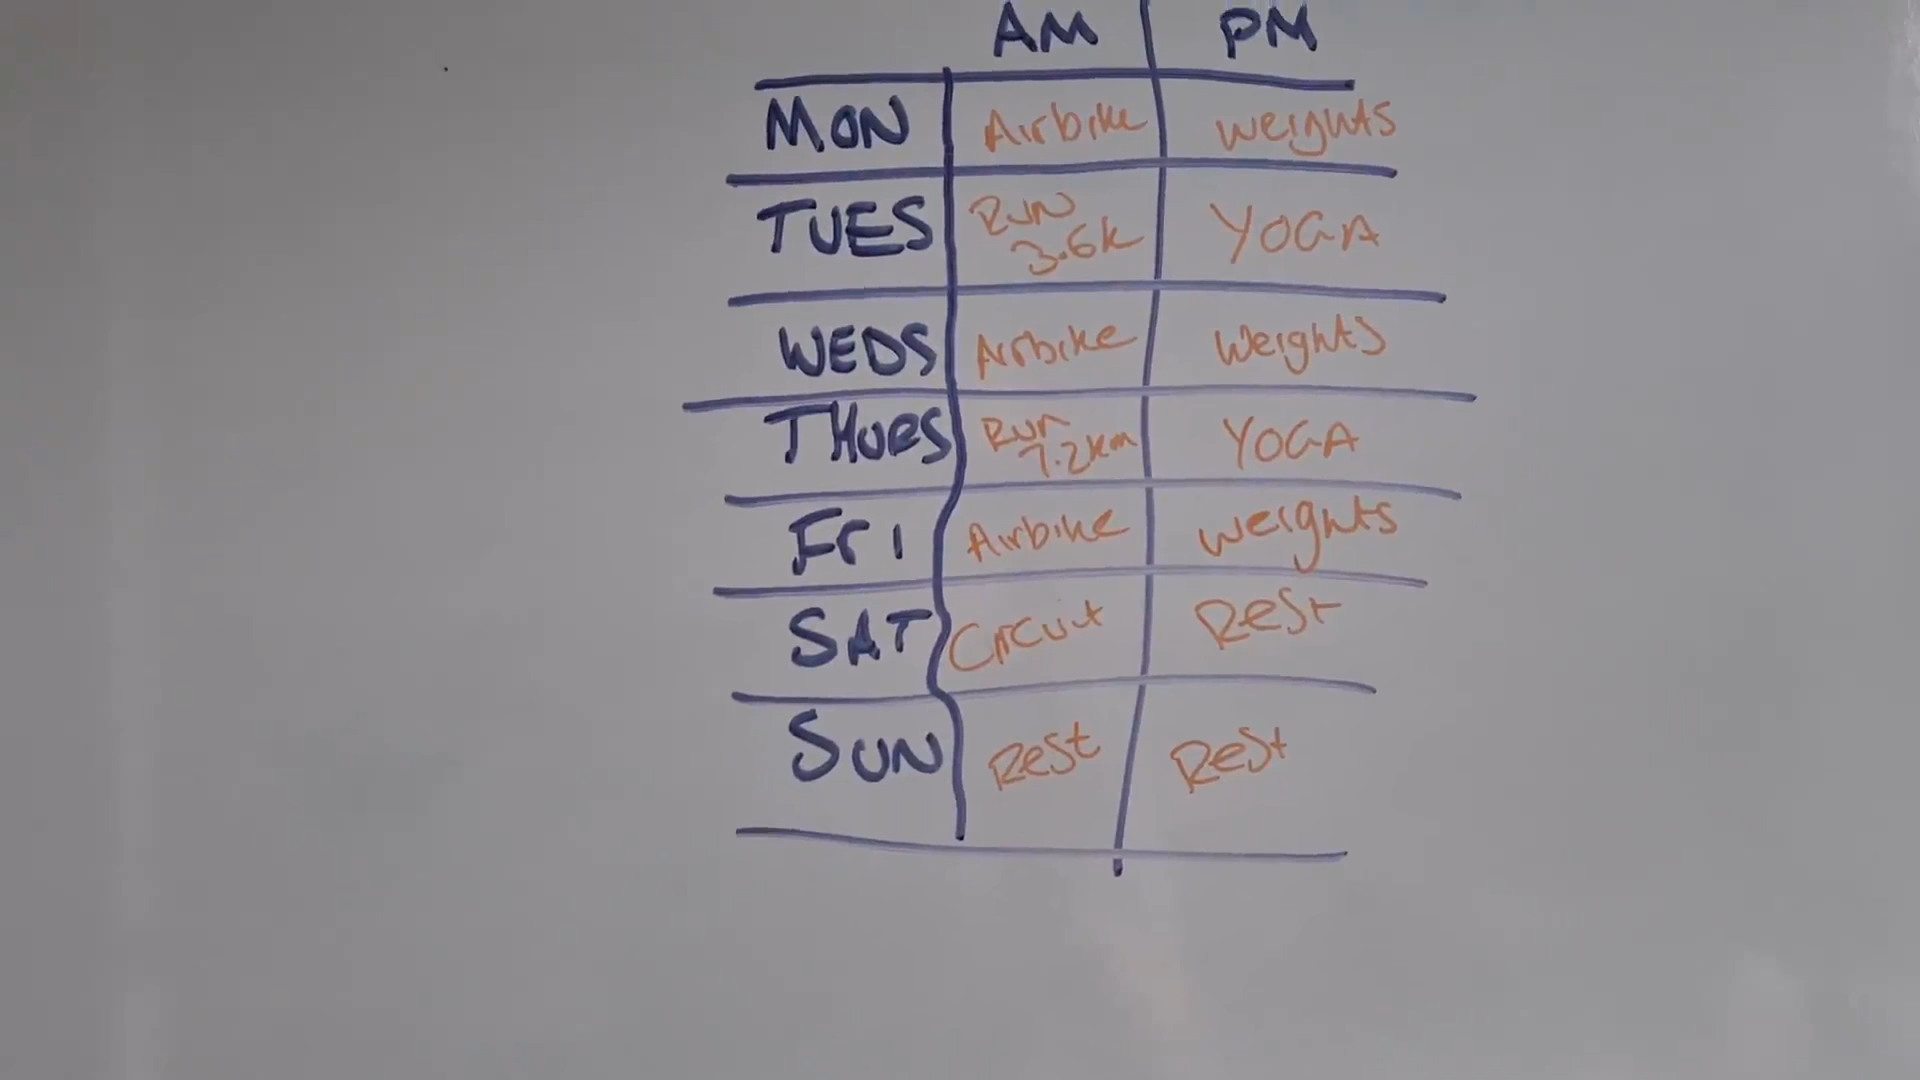 AM PM
MON Airbike Weights
TUES RUN 3.6k YOGA
WEDS Airbike Weights
THURS Run 7.2km YOGA
Fri Airbike Weights
SAT Circuit Rest
SUN Rest Rest